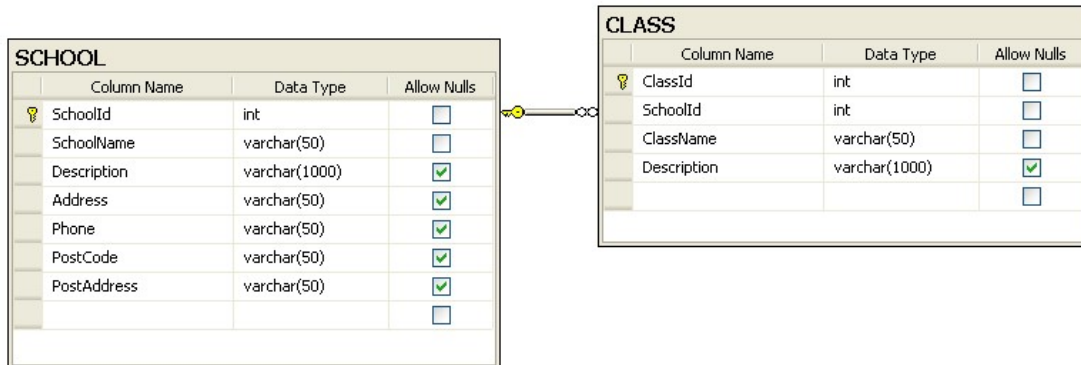 SCHOOL
Column Name Data Type Allow Nulls
SchoolId int
SchoolName varchar(50)
Description varchar(1000)
Address varchar(50)
Phone varchar(50)
PostCode varchar(50)
PostAddress varchar(50)
CLASS
Column Name Data Type Allow Nulls
ClassId int
SchoolId int
ClassName varchar(50)
Description varchar(1000)